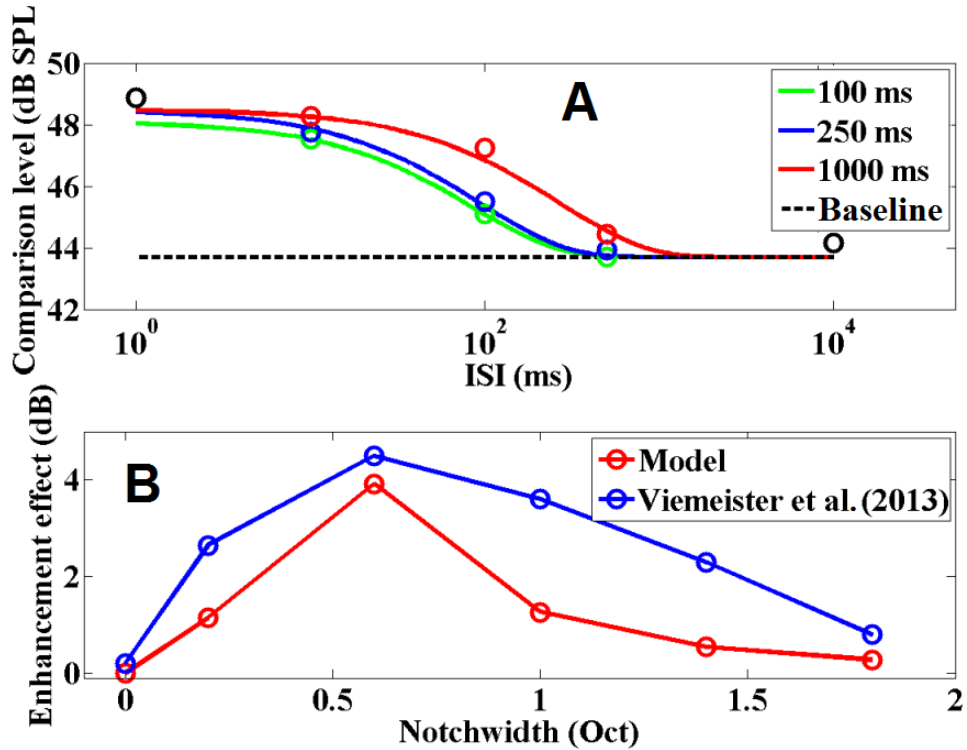 Comparison level (dB SPL
50
48
46
44
42
A
100 ms
250 ms
1000 ms
Baseline
10^0
10^2
10^4
ISI (ms)
Enhancement effect (dB)
4
2
0
B
Model
Viemeister et al. (2013)
0
0.5
1
1.5
2
Notchwidth (Oct)